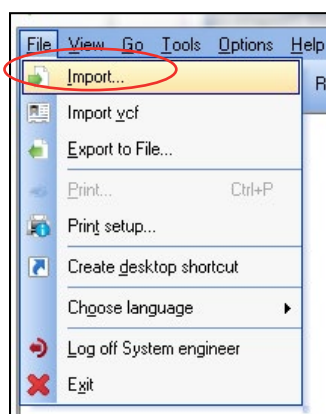 File View Go Tools Options Help
Import...
Import vcf
Export to File...
Print... Ctrl+P
Print setup...
Create desktop shortcut
Choose language
Log off System engineer
Exit